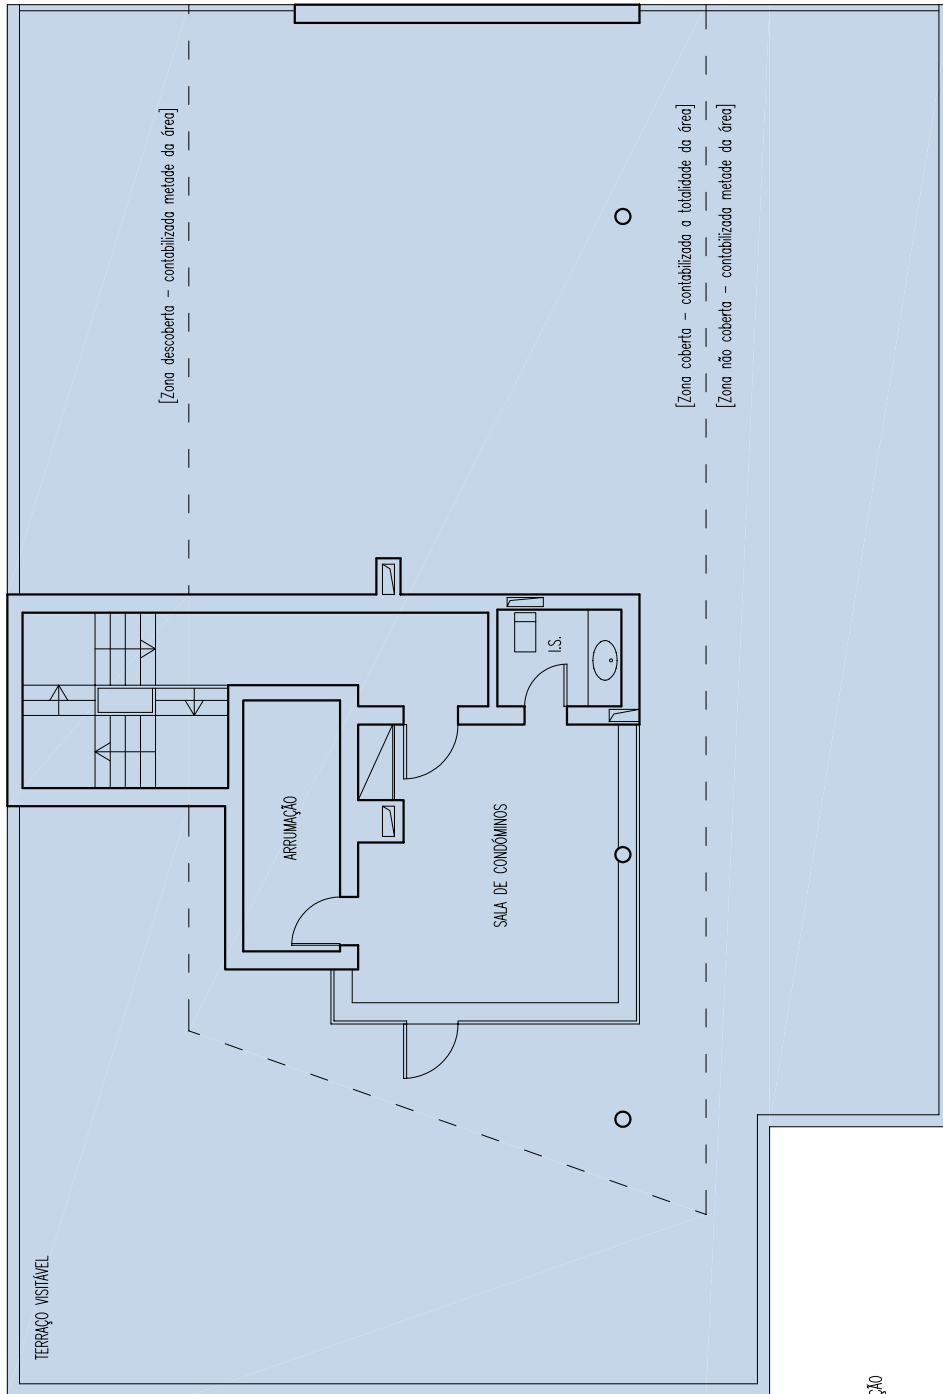 [Zona descoberta - contabilizada metade da área]
[Zona coberta - contabilizada a totalidade da área]
[Zona não coberta - contabilizada metade da área]
I.S.
ARRUMAÇÃO
SALA DE CONDÓMINOS
TERRAÇO VISITÁVEL
ÇÃO